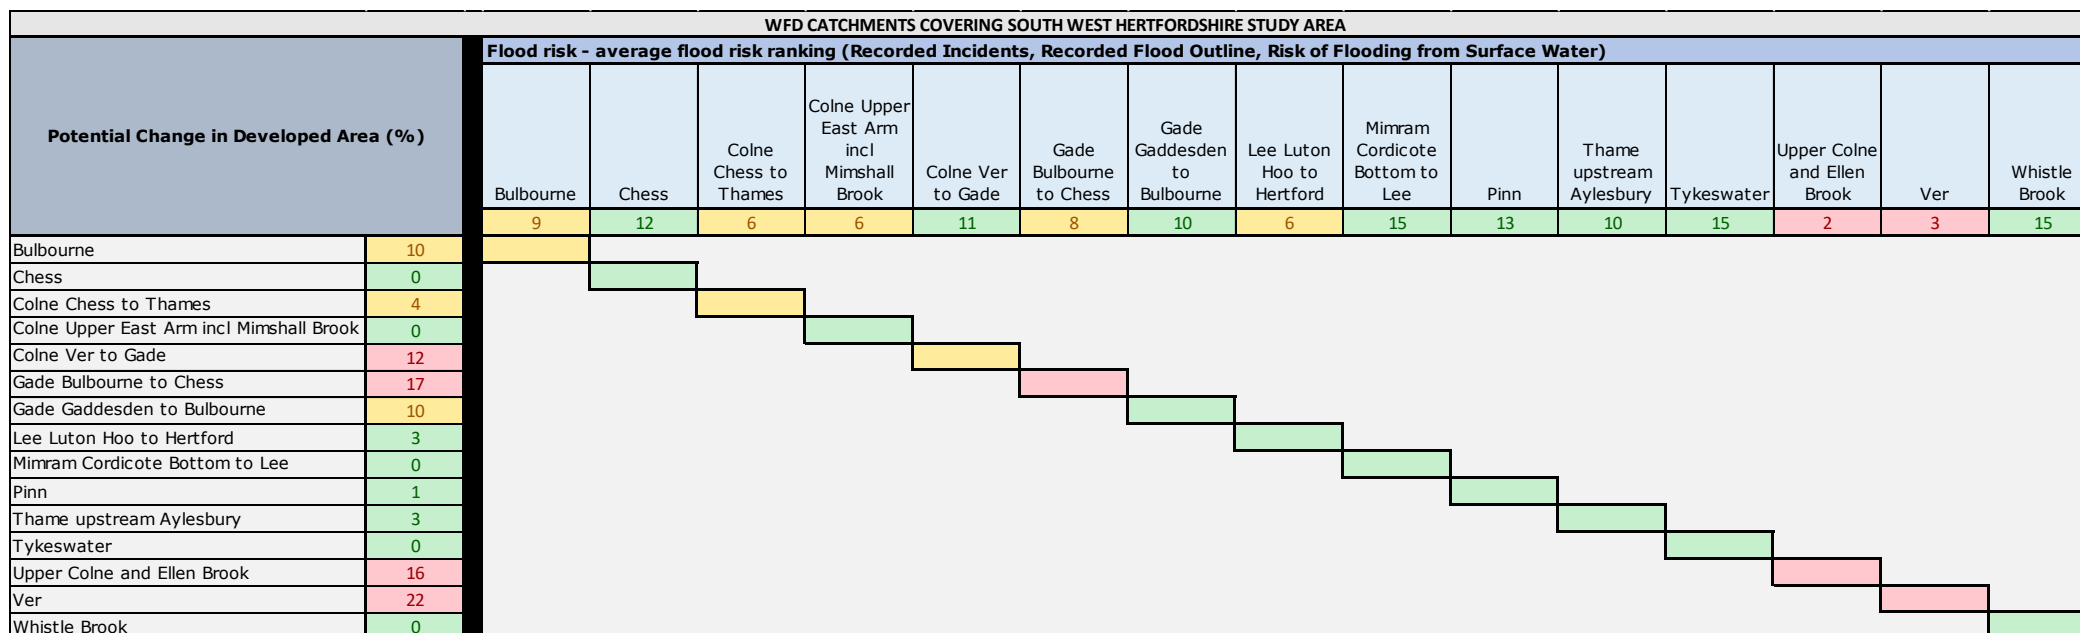 WFD CATCHMENTS COVERING SOUTH WEST HERTFORDSHIRE STUDY AREA
Flood risk - average flood risk ranking (Recorded Incidents, Recorded Flood Outline, Risk of Flooding from Surface Water)
Potential Change in Developed Area (%)
Bulbourne
Chess
Colne
Chess to
Thames
Colne Upper
East Arm
incl
Mimshall
Brook
Colne Ver
to Gade
Gade
Bulbourne
to Chess
Gade
Gaddesden
to
Bulbourne
Lee Luton
Hoo to
Hertford
Mimram
Cordicote
Bottom to
Lee
Pinn
Thame
upstream
Aylesbury
Tykeswater
Upper Colne
and Ellen
Brook
Ver
Whistle
Brook
9 12 6 6 11 8 10 6 15 13 10 15 2 3 15
Bulbourne 10
Chess 0
Colne Chess to Thames 4
Colne Upper East Arm incl Mimshall Brook 0
Colne Ver to Gade 12
Gade Bulbourne to Chess 17
Gade Gaddesden to Bulbourne 10
Lee Luton Hoo to Hertford 3
Mimram Cordicote Bottom to Lee 0
Pinn 1
Thame upstream Aylesbury 3
Tykeswater 0
Upper Colne and Ellen Brook 16
Ver 22
Whistle Brook 0